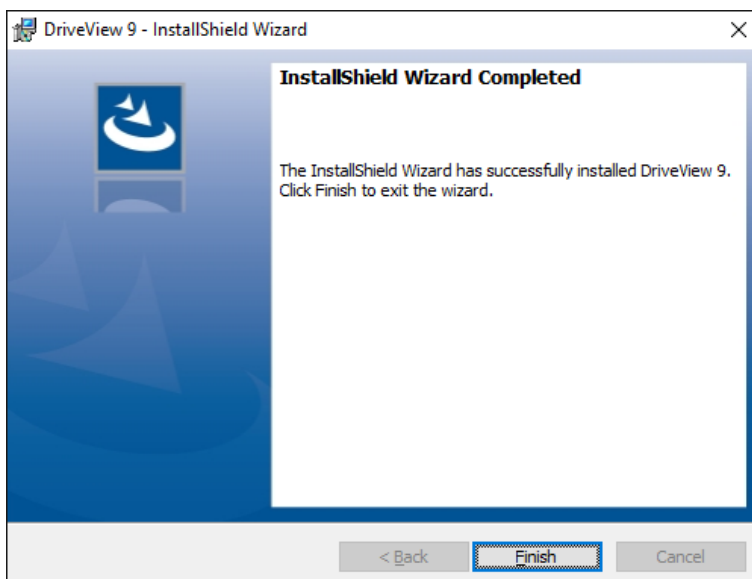 DriveView 9 - InstallShield Wizard
InstallShield Wizard Completed
The InstallShield Wizard has successfully installed DriveView 9.
Click Finish to exit the wizard.
< Back Finish Cancel